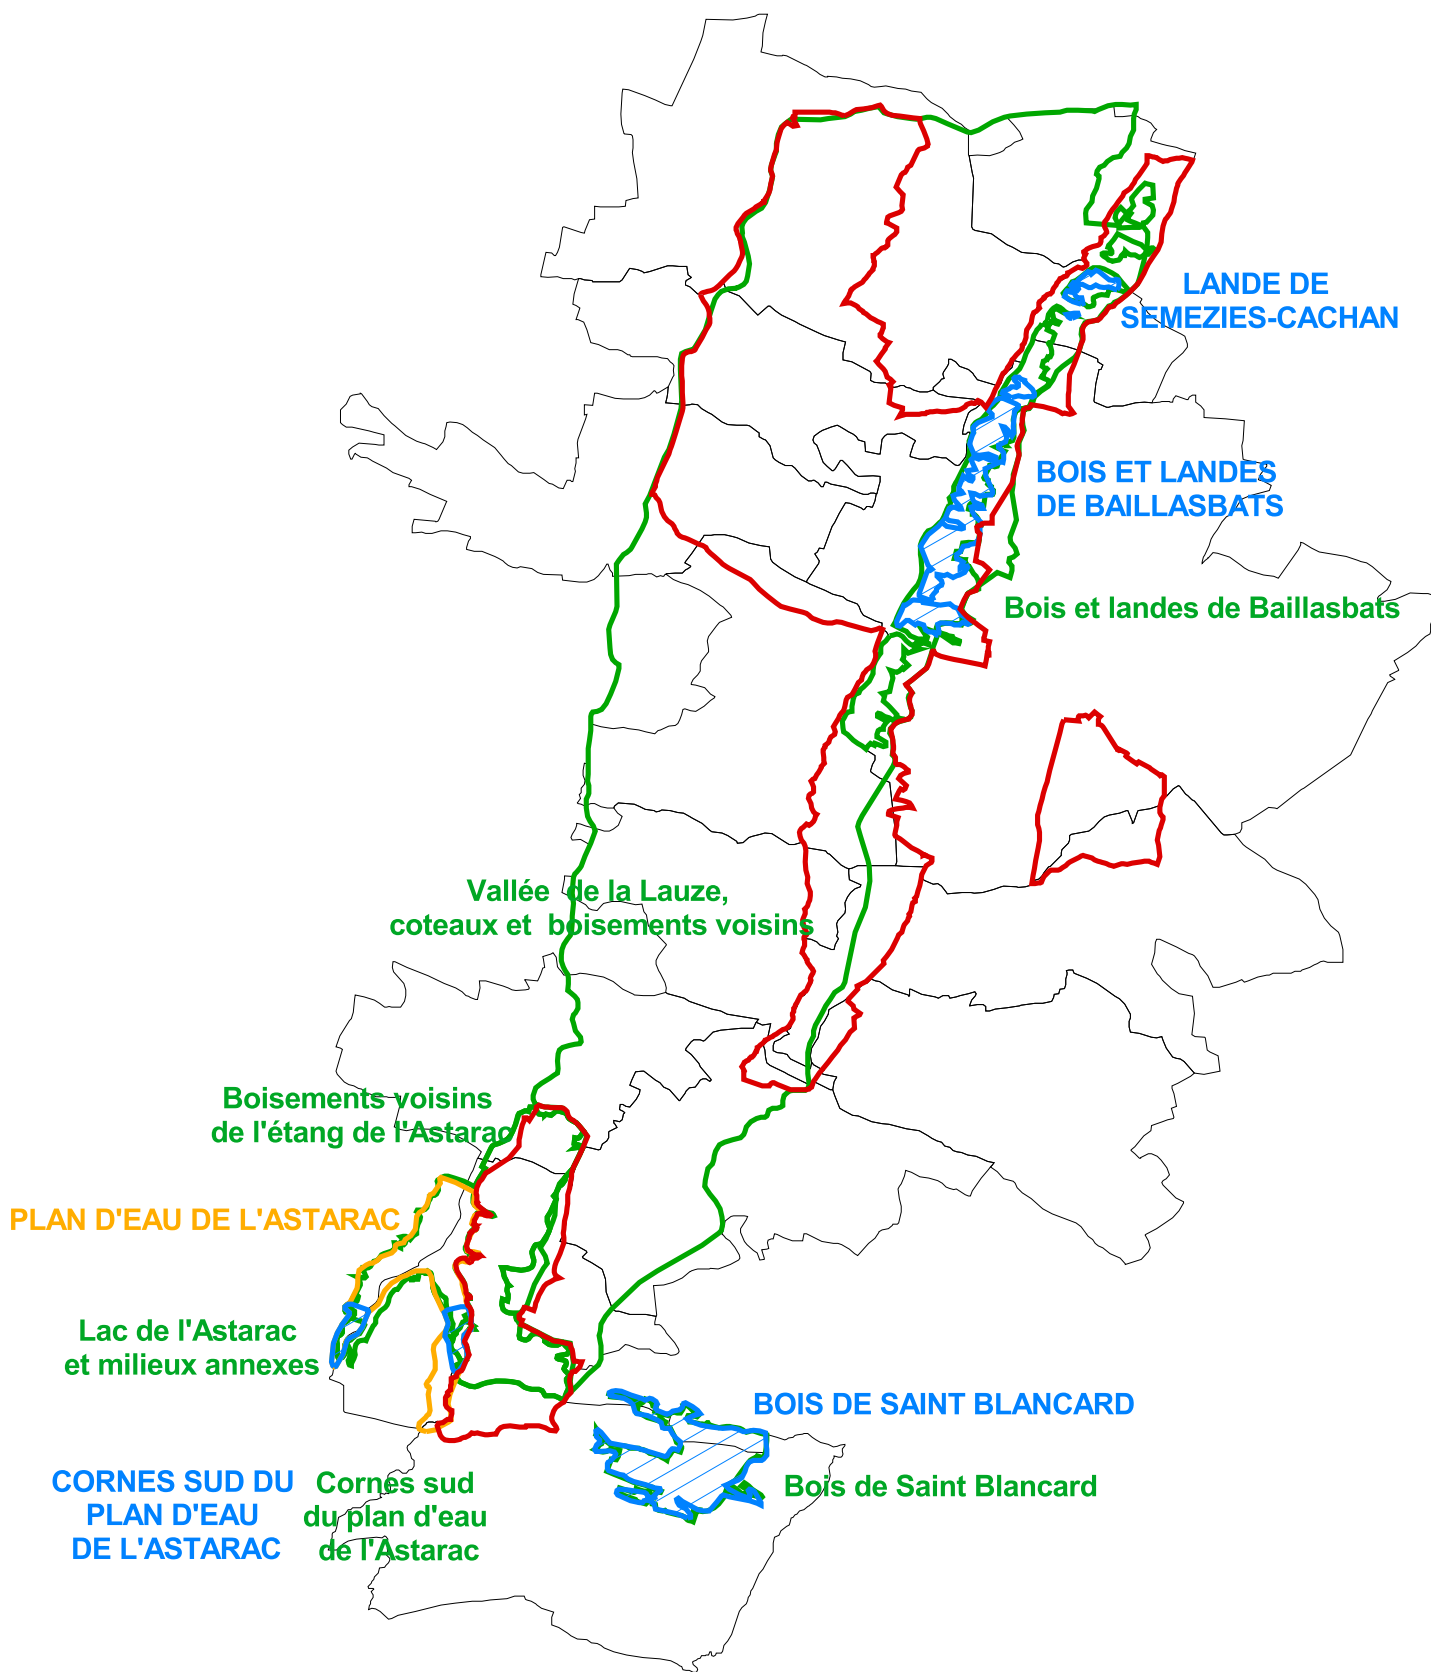 LANDE DE
SEMEZIES-CACHAN
BOIS ET LANDES
DE BAILLASBATS
Bois et landes de Baillasbats
Vallée de la Lauze,
coteaux et boisements voisins
Boisements voisins
de l'étang de l'Astarac
PLAN D'EAU DE L'ASTARAC
Lac de l'Astarac
et milieux annexes
BOIS DE SAINT BLANCARD
Bois de Saint Blancard
CORNES SUD DU
PLAN D'EAU
DE L'ASTARAC
Cornes sud
du plan d'eau
de l'Astarac